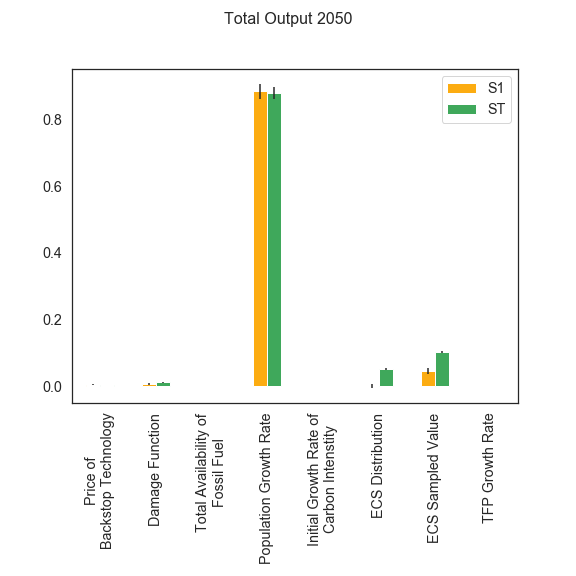 Total Output 2050
S1
ST
0.8
0.6
0.4
0.2
0.0
Price of
Backstop Technology
Damage Function
Total Availability of
Fossil Fuel
Population Growth Rate
Initial Growth Rate of
Carbon Intenstity
ECS Distribution
ECS Sampled Value
TFP Growth Rate